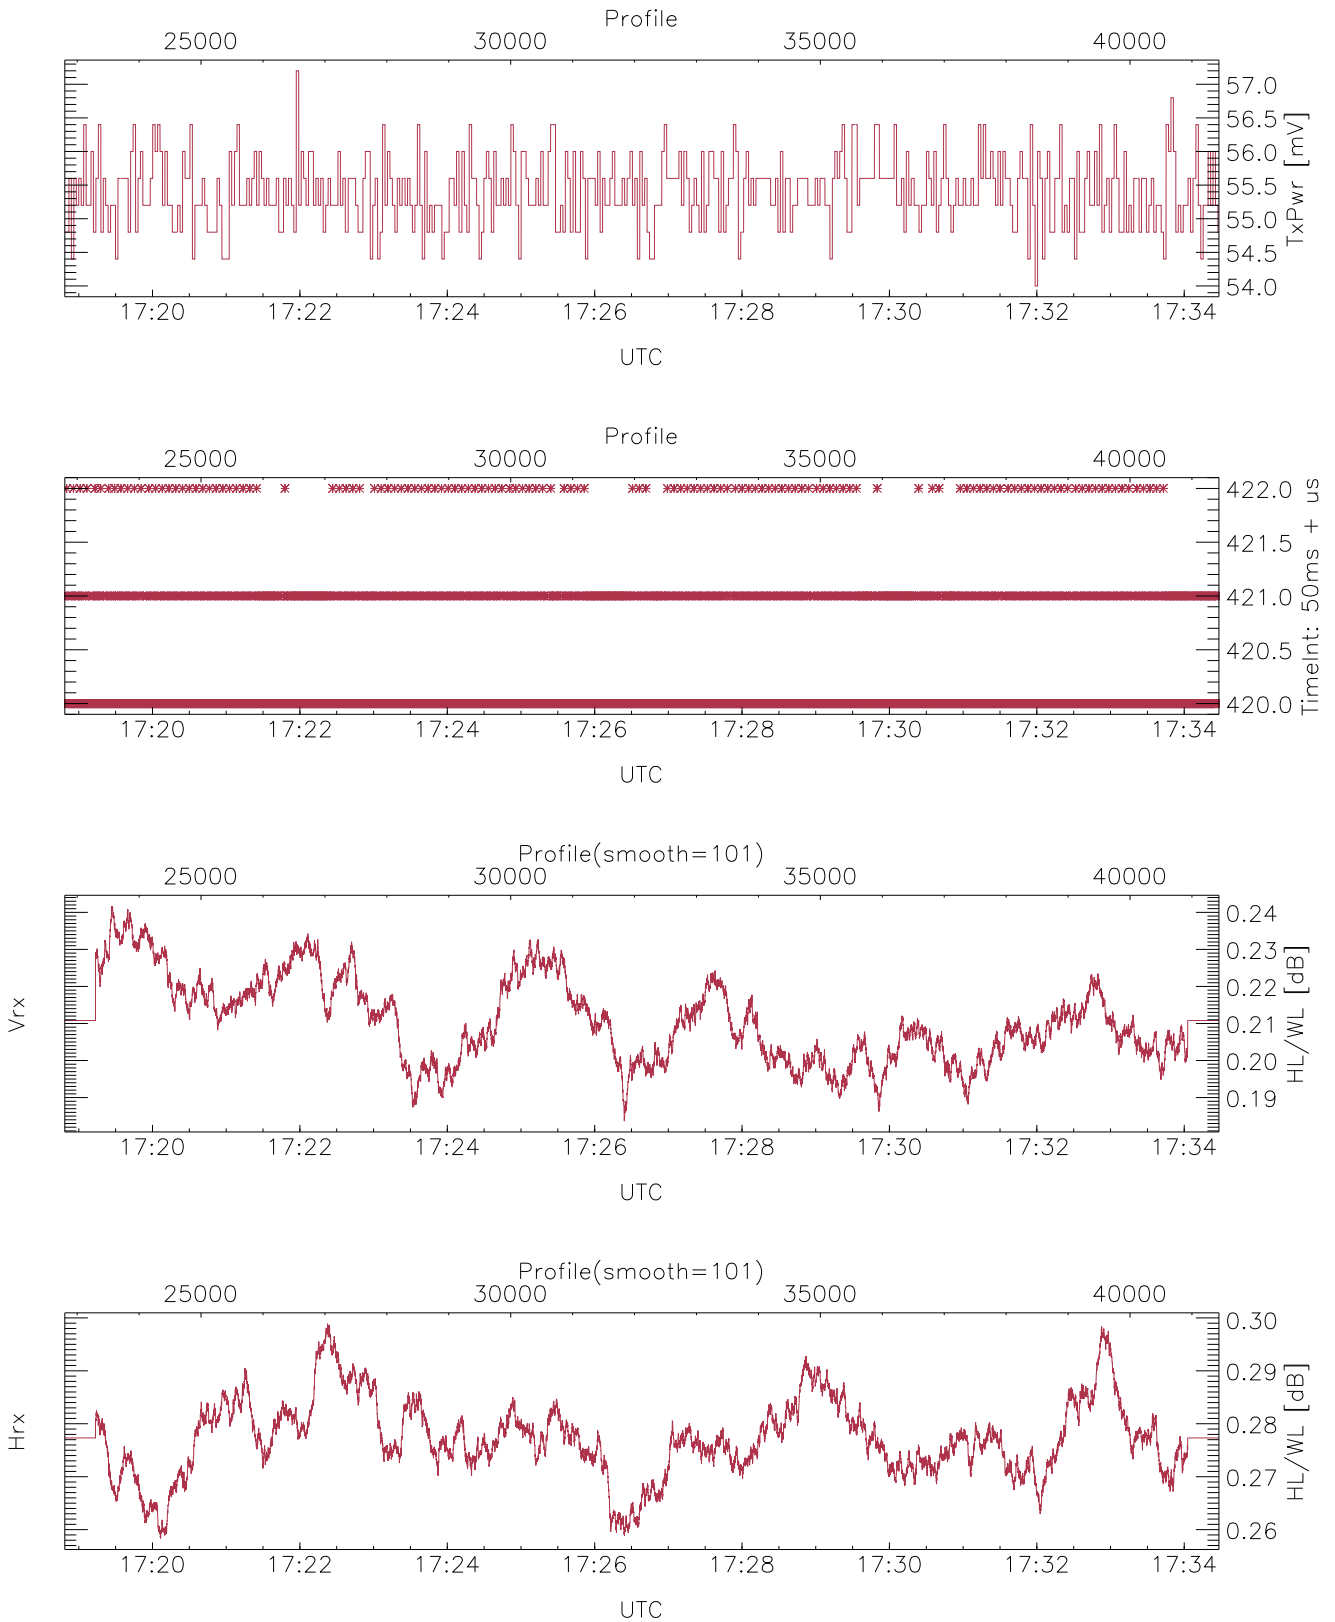 Profile
25000 30000 35000 40000
57.0
56.5
56.0
55.5
55.0
54.5
54.0
TxPwr [mV]
17:20 17:22 17:24 17:26 17:28 17:30 17:32 17:34
UTC
Profile
25000 30000 35000 40000
422.0
421.5
421.0
420.5
420.0
TimeInt: 50ms + us
17:20 17:22 17:24 17:26 17:28 17:30 17:32 17:34
UTC
Profile(smooth=101)
25000 30000 35000 40000
Vrx
0.24
0.23
0.22
0.21
0.20
0.19
HL/WL [dB]
17:20 17:22 17:24 17:26 17:28 17:30 17:32 17:34
UTC
Profile(smooth=101)
25000 30000 35000 40000
Hrx
0.30
0.29
0.28
0.27
0.26
HL/WL [dB]
17:20 17:22 17:24 17:26 17:28 17:30 17:32 17:34
UTC